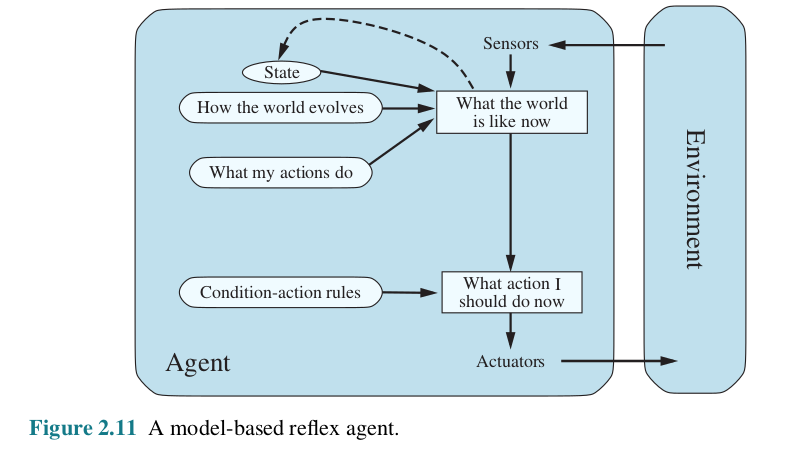 Sensors
State
How the world evolves
What the world
is like now
What my actions do
Condition-action rules
What action I
should do now
Agent
Actuators
Environment
Figure 2.11 A model-based reflex agent.